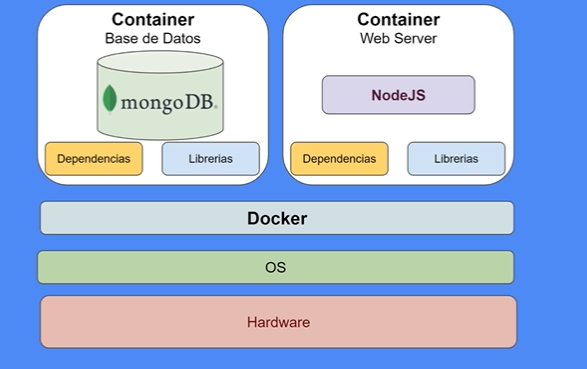 Container
Base de Datos
mongoDB®
Dependencias
Librerias
Container
Web Server
NodeJS
Dependencias
Librerias
Docker
OS
Hardware